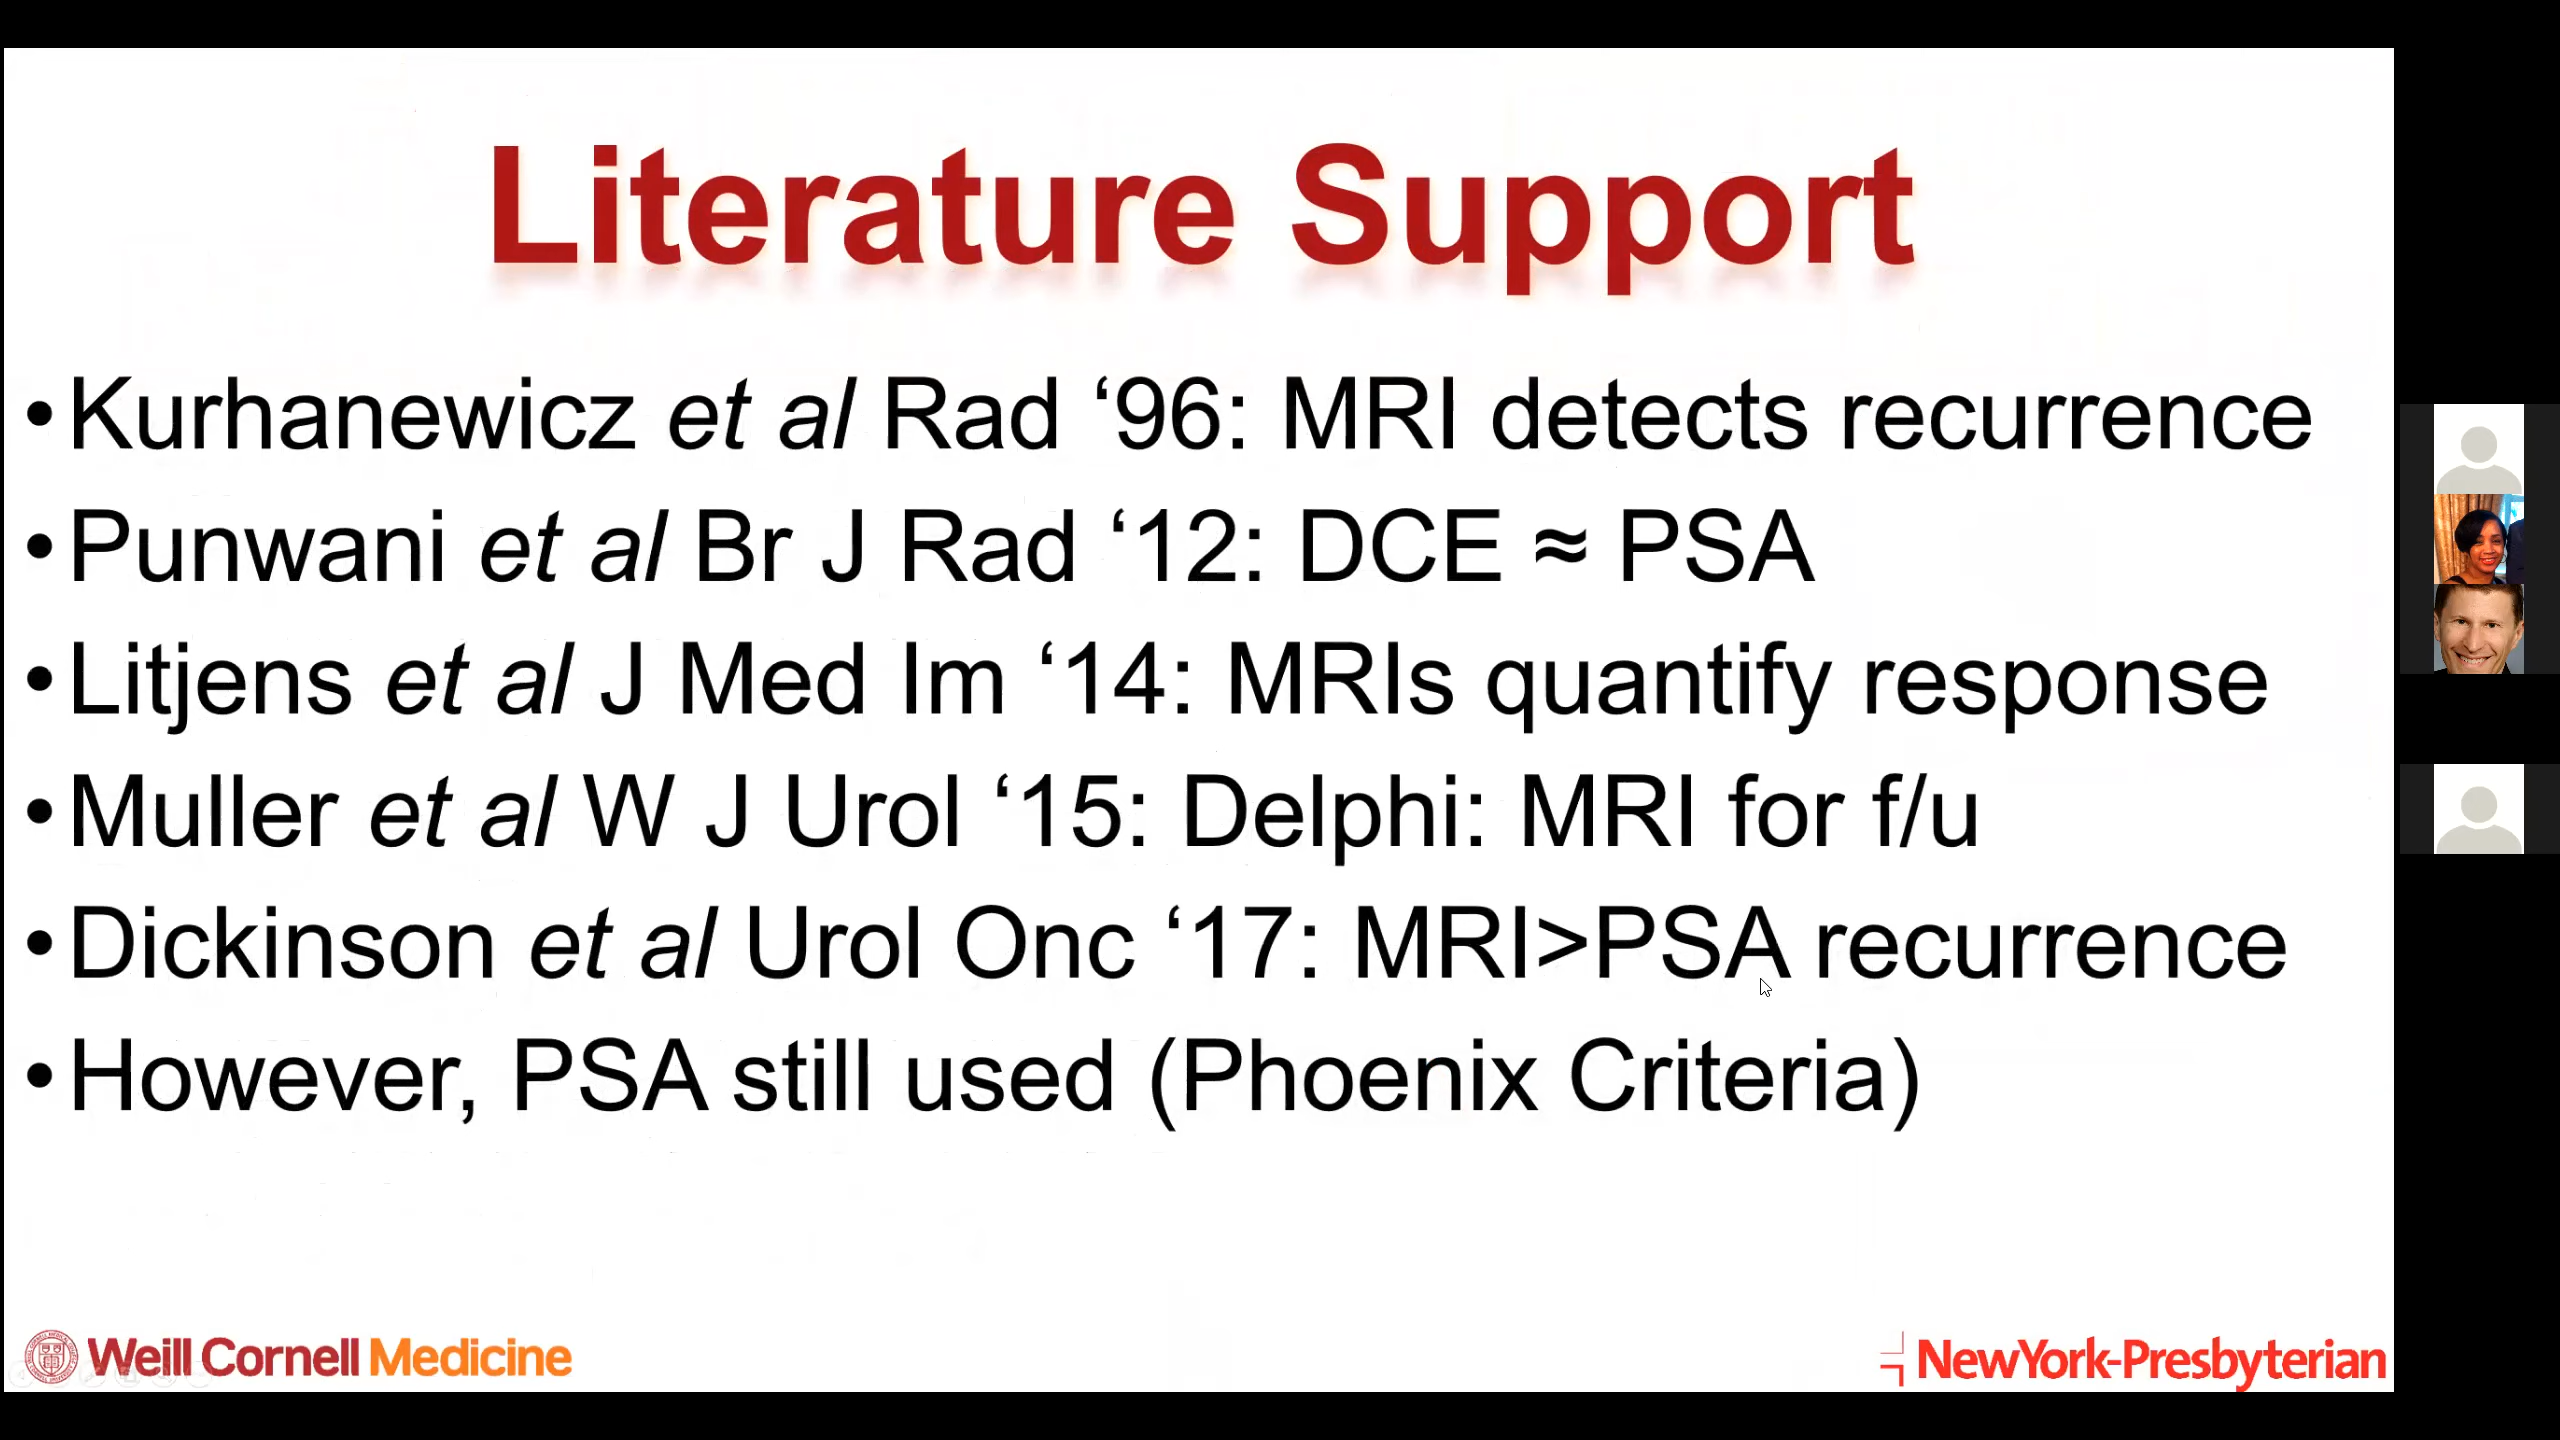 Literature Support
•Kurhanewicz et al Rad ‘96: MRI detects recurrence
•Punwani et al Br J Rad ‘12: DCE ≈ PSA
•Litjens et al J Med Im ‘14: MRIs quantify response
•Muller et al W J Urol ‘15: Delphi: MRI for f/u
•Dickinson et al Urol Onc ‘17: MRI>PSA recurrence
•However, PSA still used (Phoenix Criteria)
Weill Cornell Medicine
NewYork-Presbyterian